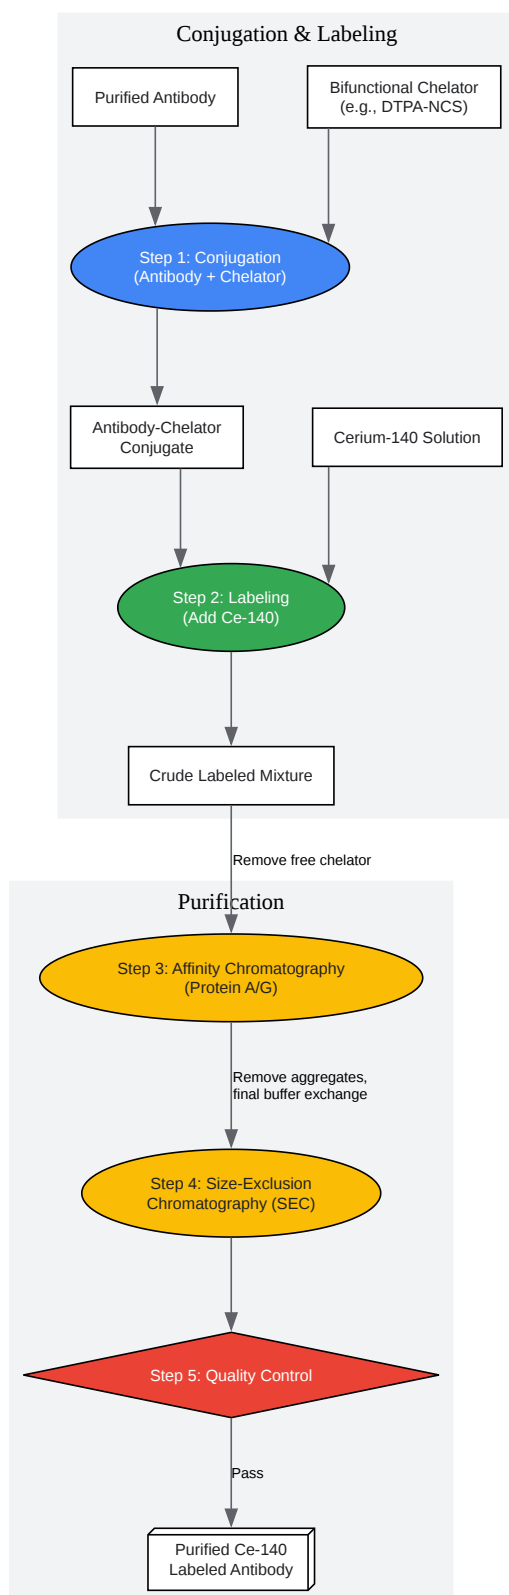 Conjugation & Labeling
Purified Antibody
Bifunctional Chelator
(e.g., DTPA-NCS)
Step 1: Conjugation
(Antibody + Chelator)
Antibody-Chelator
Conjugate
Cerium-140 Solution
Step 2: Labeling
(Add Ce-140)
Crude Labeled Mixture
Remove free chelator
Purification
Step 3: Affinity Chromatography
(Protein A/G)
Remove aggregates,
final buffer exchange
Step 4: Size-Exclusion
Chromatography (SEC)
Step 5: Quality Control
Pass
Purified Ce-140
Labeled Antibody